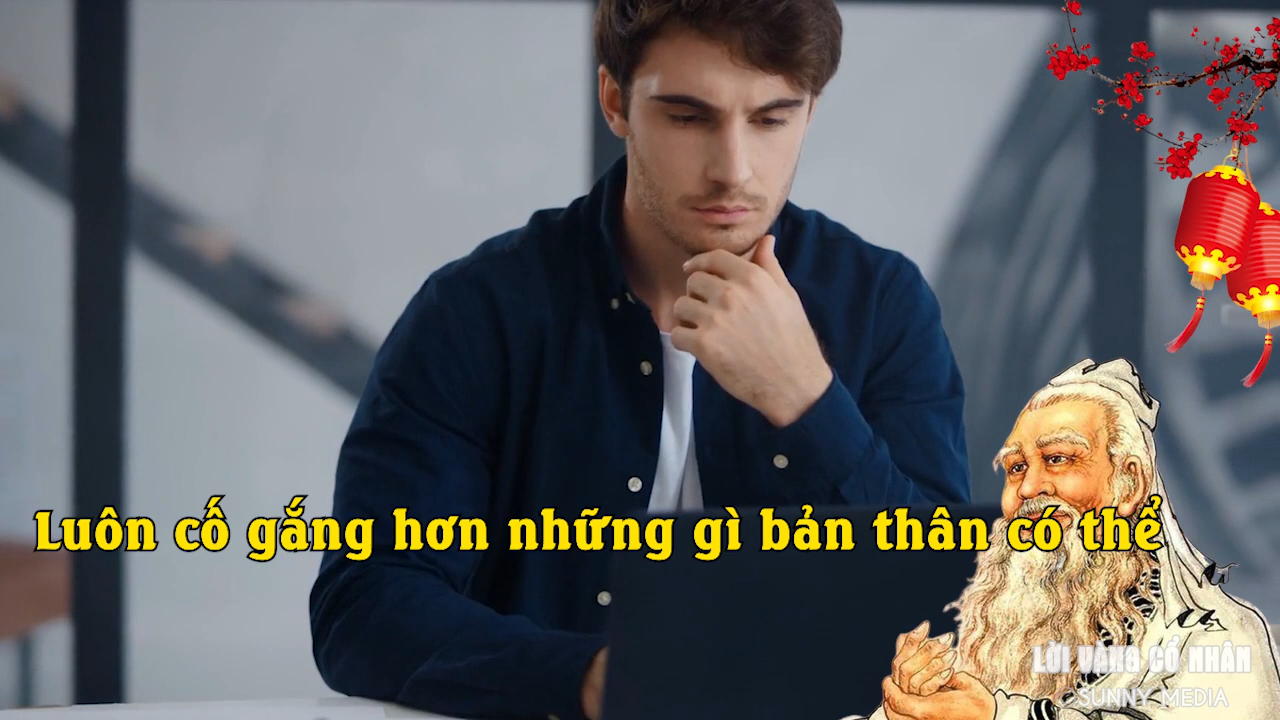 Luôn cố gắng hơn những gì bản thân có thể
LỜI VÀNG CỔ NHÂN
©SUNNY MEDIA